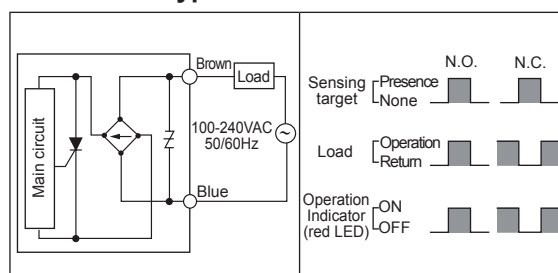 Brown
Load
Main circuit
100-240VAC
50/60Hz
Blue
N.O. N.C.
Sensing target Presence
None
Load Operation
Return
Operation Indicator (red LED) ON
OFF